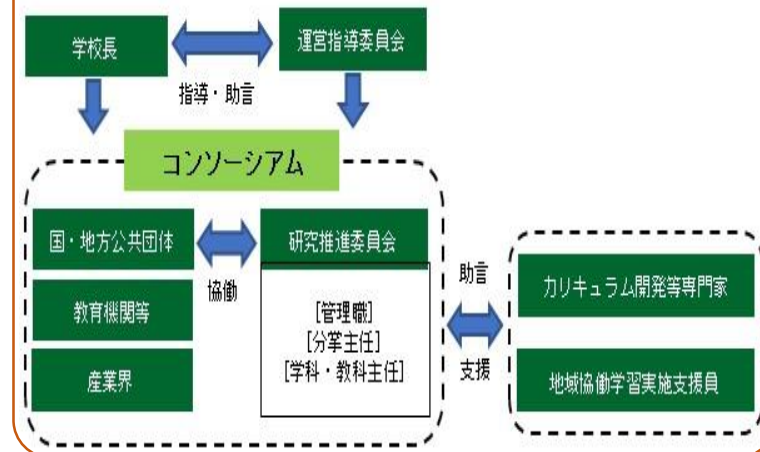 学校長
運営指導委員会
指導・助言
コンソーシアム
国・地方公共団体
研究推進委員会
協働
教育機関等
産業界
[管理職]
[分掌主任]
[学科・教科主任]
助言
支援
カリキュラム開発等専門家
地域協働学習実施支援員